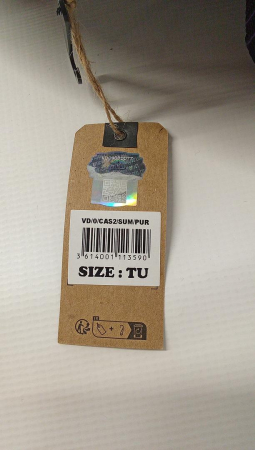 VD/0/CAS2/SUM/PUR
3 614001 113590
SIZE : TU